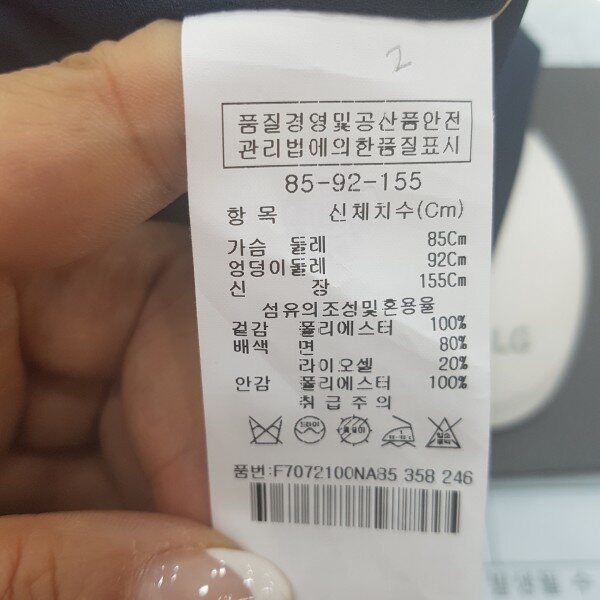 2
품질경영및공산품안전
관리법에의한품질표시
85-92-155
항 목 신체치수(Cm)
가슴 둘레 85Cm
엉덩이둘레 92Cm
신 장 155Cm
섬유의조성및혼용율
겉감 폴리에스터 100%
배색 면 80%
라이오셀 20%
안감 폴리에스터 100%
취급주의
드라이
품번:F7072100NA85 358 246
LG